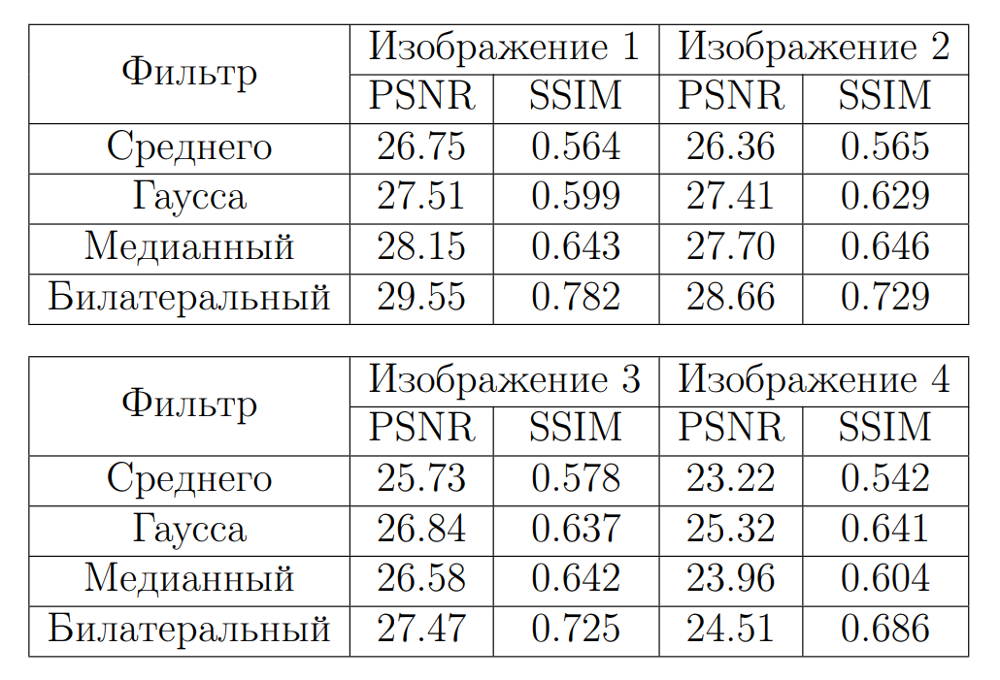 Фильтр Изображение 1 Изображение 2
PSNR SSIM PSNR SSIM
Среднего 26.75 0.564 26.36 0.565
Гаусса 27.51 0.599 27.41 0.629
Медианный 28.15 0.643 27.70 0.646
Билатеральный 29.55 0.782 28.66 0.729
Фильтр Изображение 3 Изображение 4
PSNR SSIM PSNR SSIM
Среднего 25.73 0.578 23.22 0.542
Гаусса 26.84 0.637 25.32 0.641
Медианный 26.58 0.642 23.96 0.604
Билатеральный 27.47 0.725 24.51 0.686